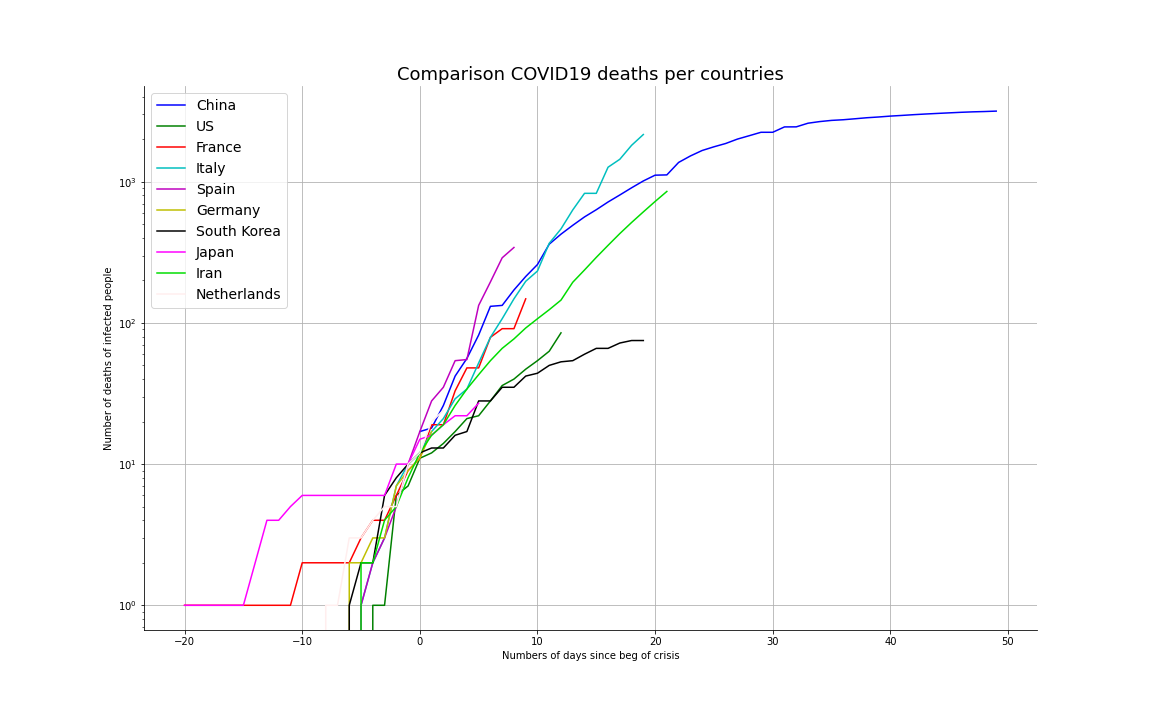 Comparison COVID19 deaths per countries
China
US
France
Italy
Spain
Germany
South Korea
Japan
Iran
Netherlands
Number of deaths of infected people
10³
10²
10¹
10⁰
−20 −10 0 10 20 30 40 50
Numbers of days since beg of crisis